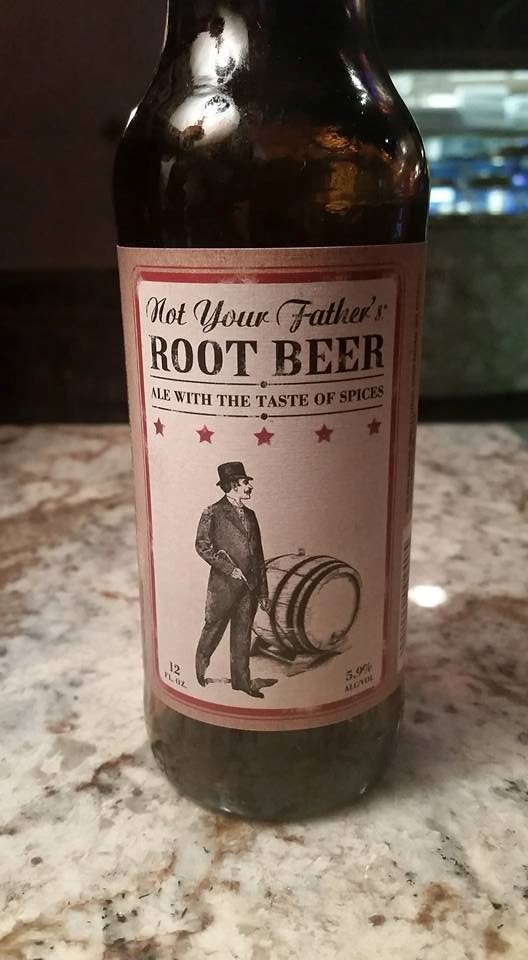 Not Your Father's
ROOT BEER
ALE WITH THE TASTE OF SPICES
12
FL. OZ.
5.9%
ALC/VOL